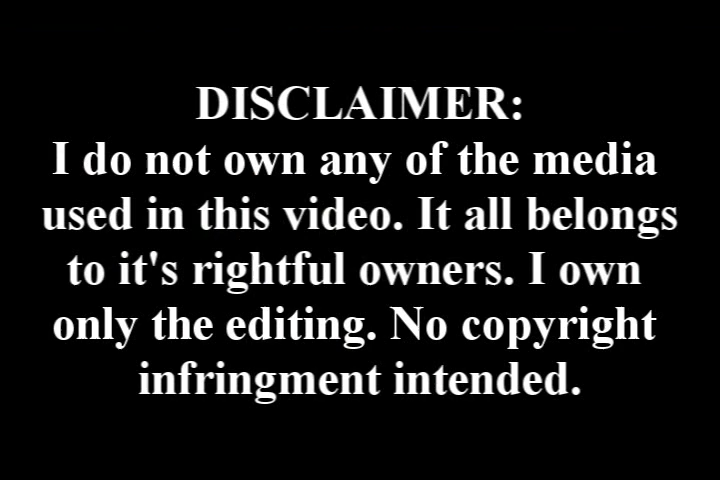 DISCLAIMER:
I do not own any of the media
used in this video. It all belongs
to it's rightful owners. I own
only the editing. No copyright
infringment intended.